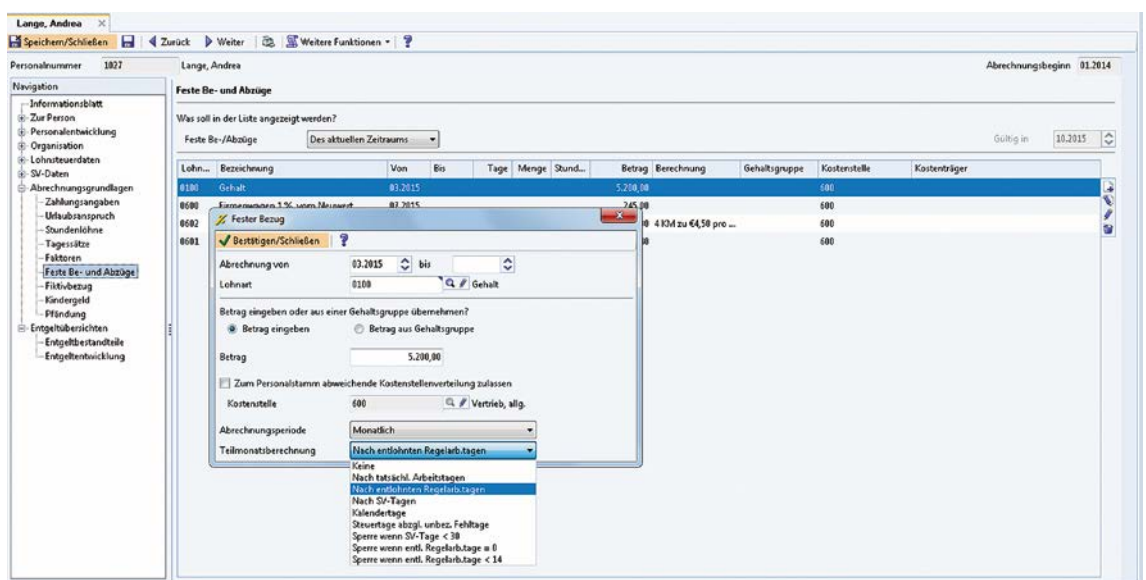 Lange, Andrea
Speichern/Schließen Zurück Weiter Weitere Funktionen ?
Personalnummer 1027 Lange, Andrea Abrechnungsbeginn 01.2014
Navigation
Informationsblatt
Zur Person
Personalentwicklung
Organisation
Lohnsteuerdaten
SV-Daten
Abrechnungsgrundlagen
Zahlungsangaben
Urlaubsanspruch
Stundenlöhne
Tagessätze
Faktoren
Feste Be- und Abzüge
Fiktivbezug
Kindergeld
Pfändung
Entgeltübersichten
Entgeltbestandteile
Entgeltentwicklung
Feste Be- und Abzüge
Was soll in der Liste angezeigt werden?
Feste Be-/Abzüge Des aktuellen Zeitraums Gültig in 10.2015
Lohn... Bezeichnung Von Bis Tage Menge Stund... Betrag Berechnung Gehaltsgruppe Kostenstelle Kostenträger
0100 Gehalt 03.2015 5.200,00 600
0600 Firmenwagen 1 % vom Neuwert 03.2015 245,00 600
0602 4 KM zu €4,50 pro ... 600
0601 600
Fester Bezug
Bestätigen/Schließen ?
Abrechnung von 03.2015 bis
Lohnart 0100 Gehalt
Betrag eingeben oder aus einer Gehaltsgruppe übernehmen?
Betrag eingeben Betrag aus Gehaltsgruppe
Betrag 5.200,00
Zum Personalstamm abweichende Kostenstellenverteilung zulassen
Kostenstelle 600 Vertrieb, allg.
Abrechnungsperiode Monatlich
Teilmonatsberechnung Nach entlohnten Regelarb.tagen
Keine
Nach tatsächl. Arbeitstagen
Nach entlohnten Regelarb.tagen
Nach SV-Tagen
Kalendertage
Steuertage abzgl. unbez. Fehltage
Sperre wenn SV-Tage < 30
Sperre wenn entl. Regelarb.tage = 0
Sperre wenn entl. Regelarb.tage < 14